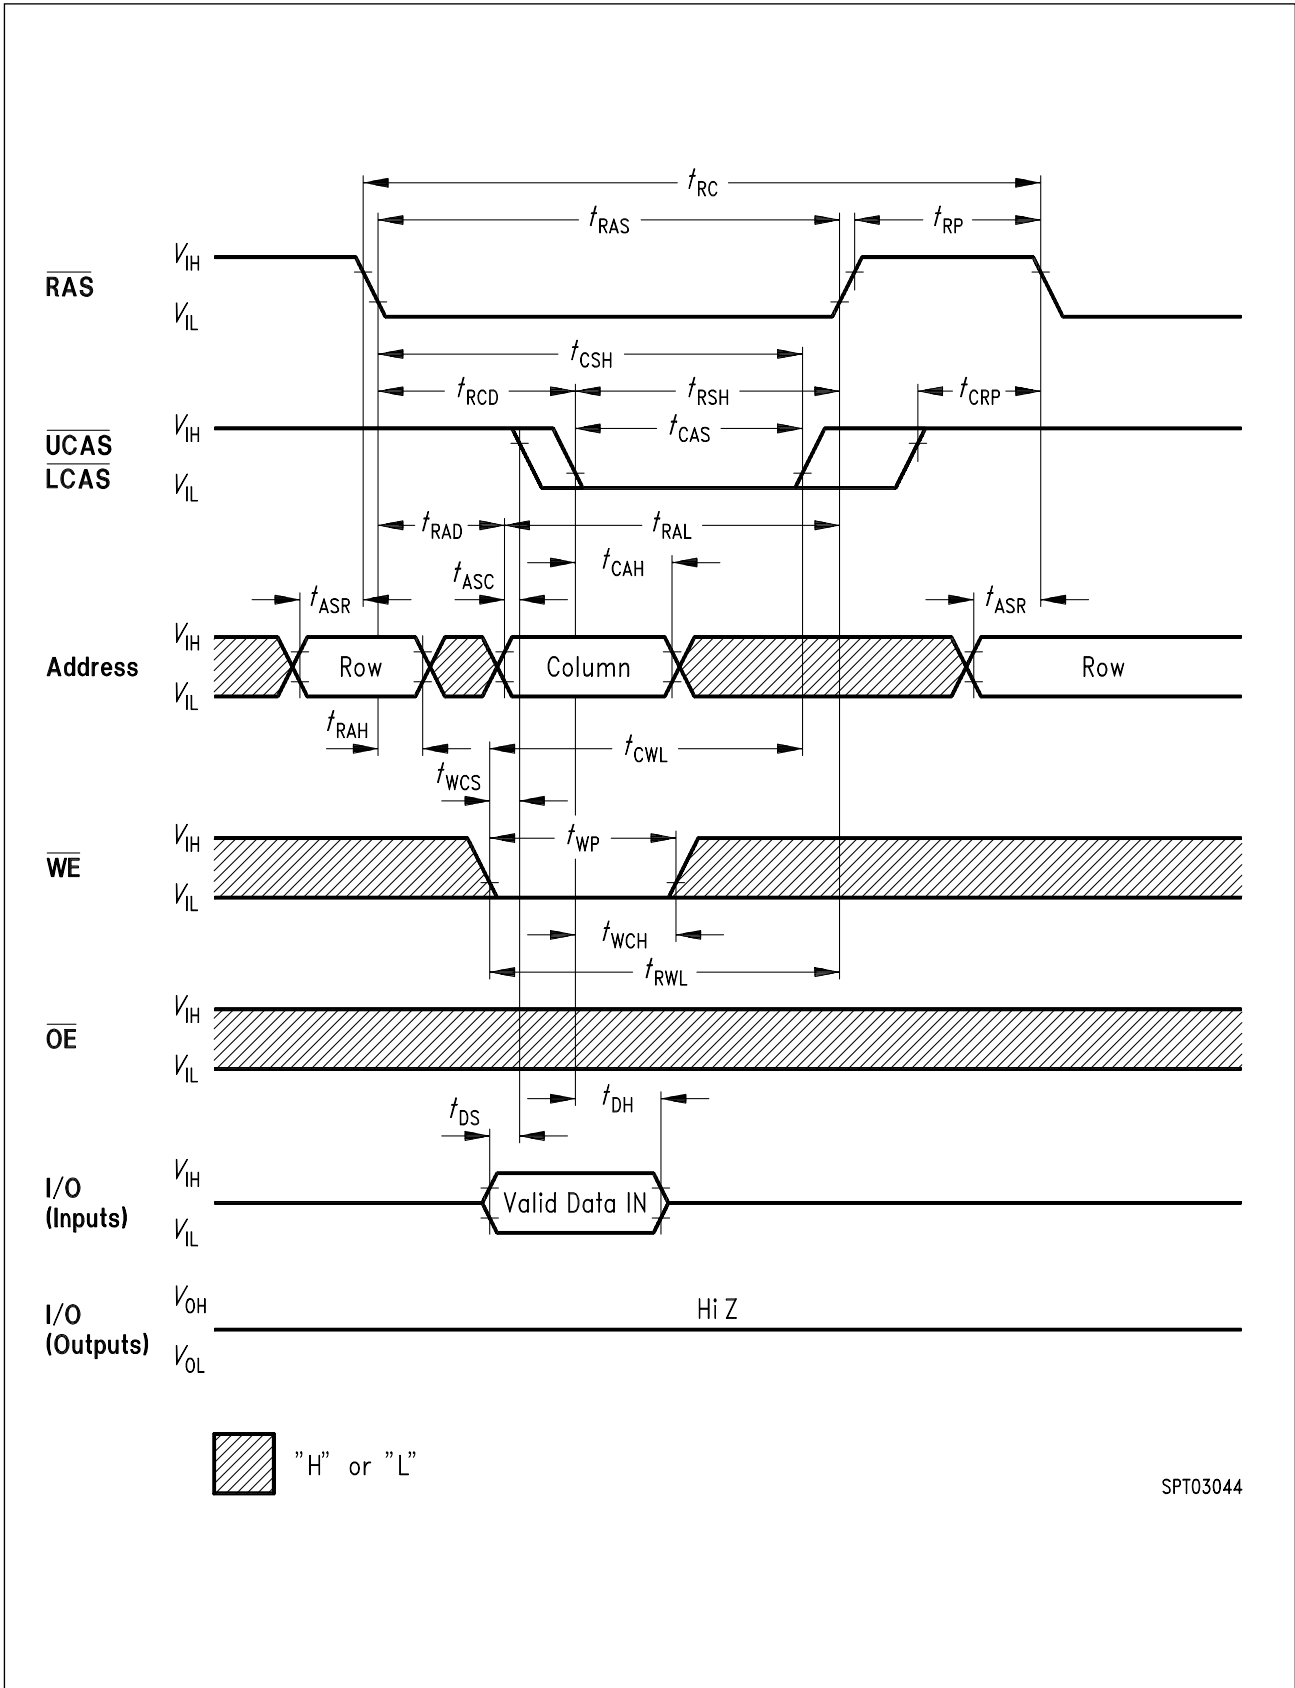 tRC
tRAS tRP
VIH
RAS
VIL
tCSH
tRCD tRSH tCRP
VIH tCAS
UCAS
LCAS
VIL
tRAD tRAL
tCAH
tASC
tASR tASR
VIH
Address Row Column Row
VIL
tRAH
tCWL
tWCS
VIH tWP
WE
VIL
tWCH
tRWL
VIH
OE
VIL
tDH
tDS
VIH
I/O
(Inputs) Valid Data IN
VIL
VOH Hi Z
I/O
(Outputs)
VOL
"H" or "L"
SPT03044